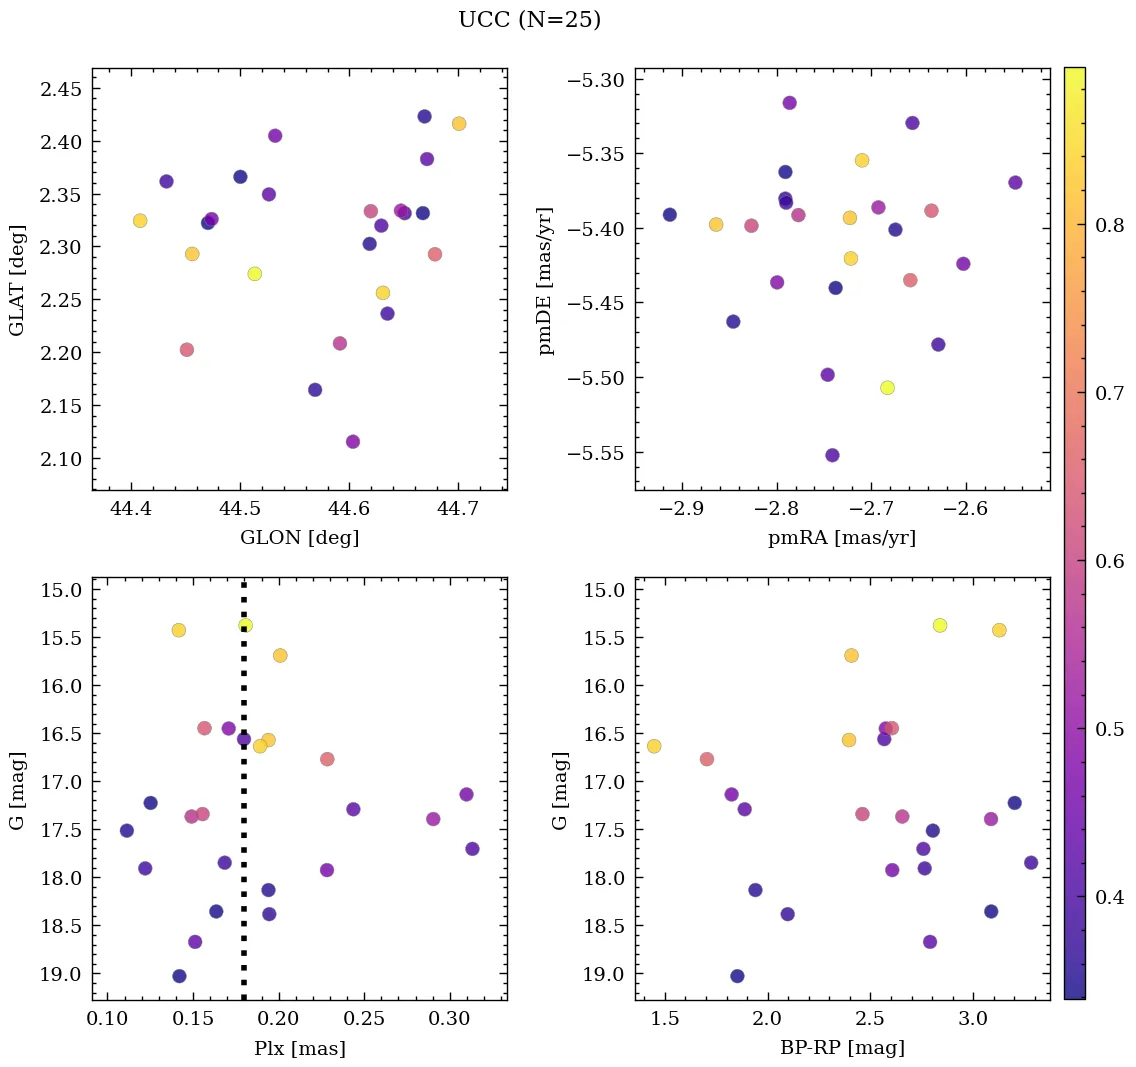 UCC (N=25)
2.45
2.40
2.35
2.30
2.25
2.20
2.15
2.10
GLAT [deg]
44.4 44.5 44.6 44.7
GLON [deg]
−5.30
−5.35
−5.40
−5.45
−5.50
−5.55
pmDE [mas/yr]
−2.9 −2.8 −2.7 −2.6
pmRA [mas/yr]
0.8
0.7
0.6
0.5
0.4
15.0
15.5
16.0
16.5
17.0
17.5
18.0
18.5
19.0
G [mag]
0.10 0.15 0.20 0.25 0.30
Plx [mas]
15.0
15.5
16.0
16.5
17.0
17.5
18.0
18.5
19.0
G [mag]
1.5 2.0 2.5 3.0
BP-RP [mag]